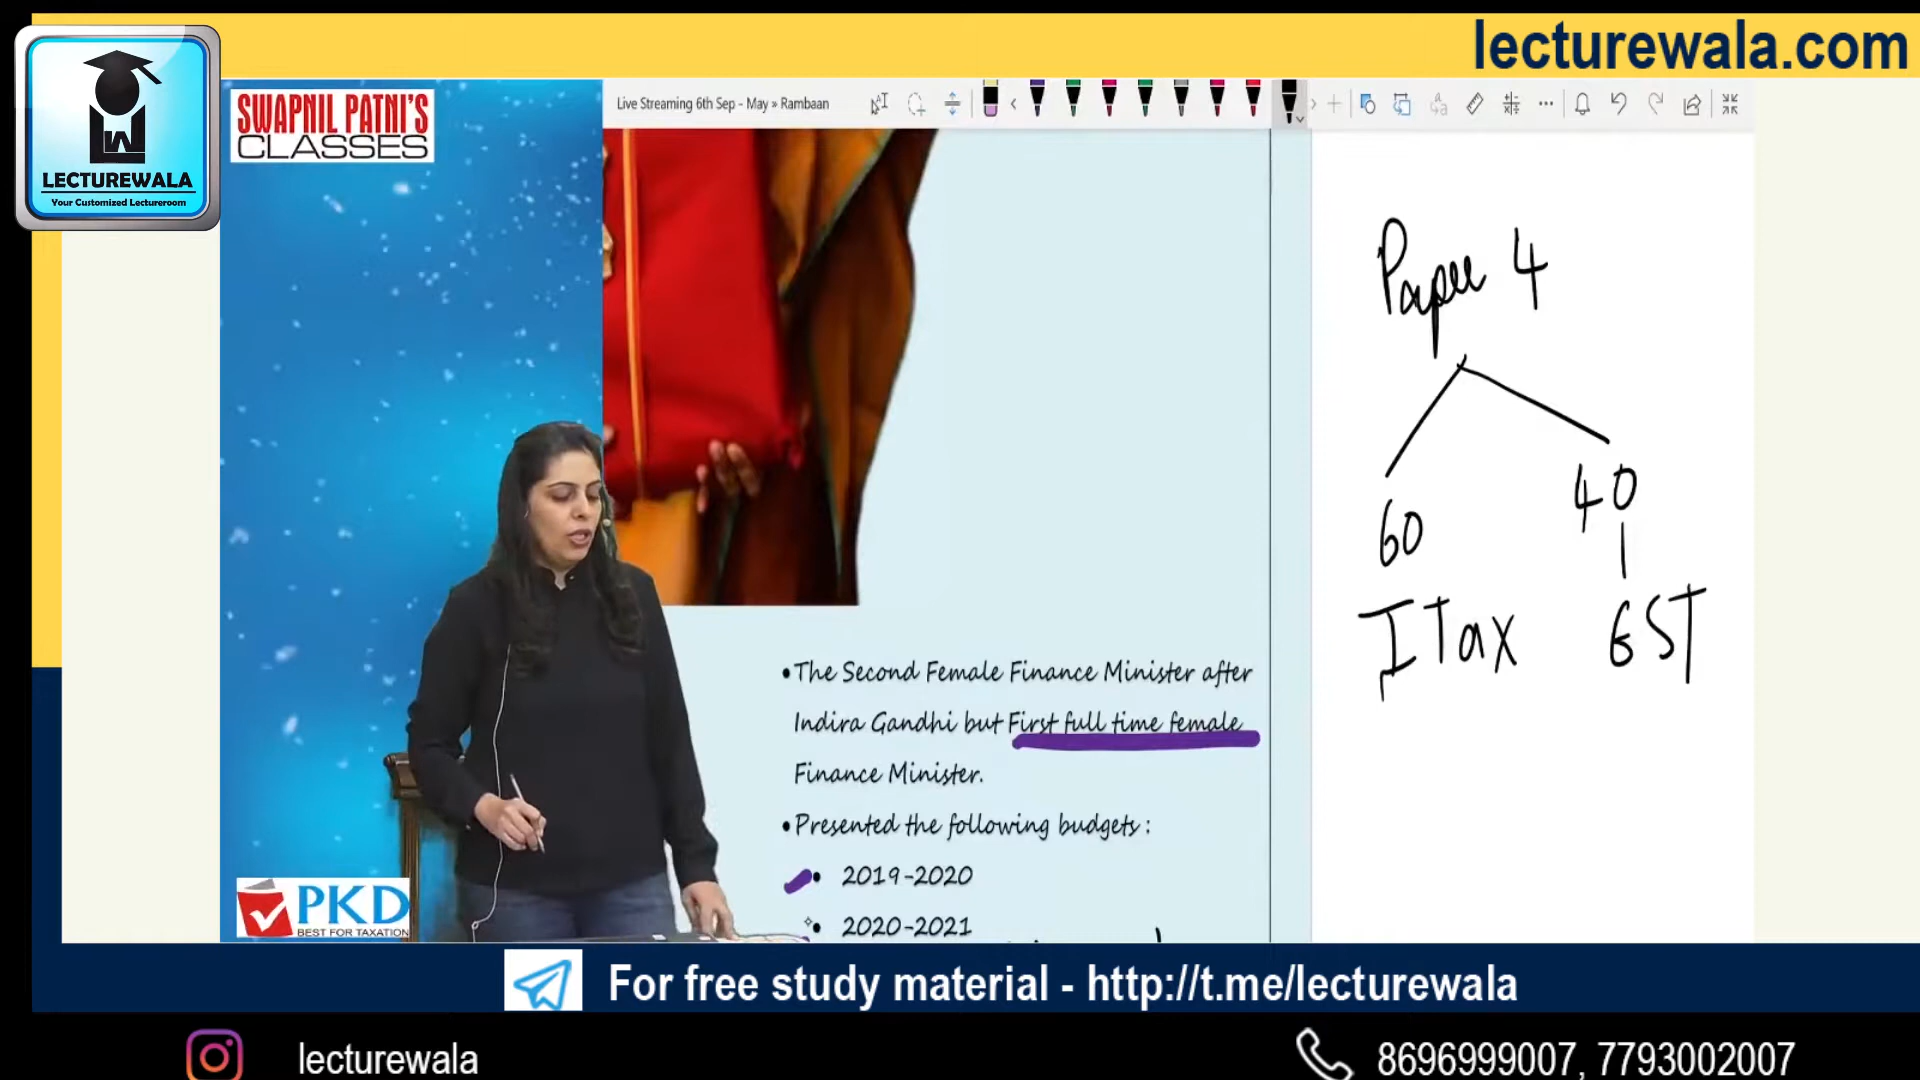 lecturewala.com
LW
LECTUREWALA
Your Customized Lectureroom
SWAPNIL PATNI'S
CLASSES
Live Streaming 6th Sep - May » Rambaan
Paper 4
60
40
ITax
GST
•The Second Female Finance Minister after
Indira Gandhi but First full time female
Finance Minister.
•Presented the following budgets :
• 2019-2020
• 2020-2021
PKD
BEST FOR TAXATION
For free study material - http://t.me/lecturewala
lecturewala
8696999007, 7793002007